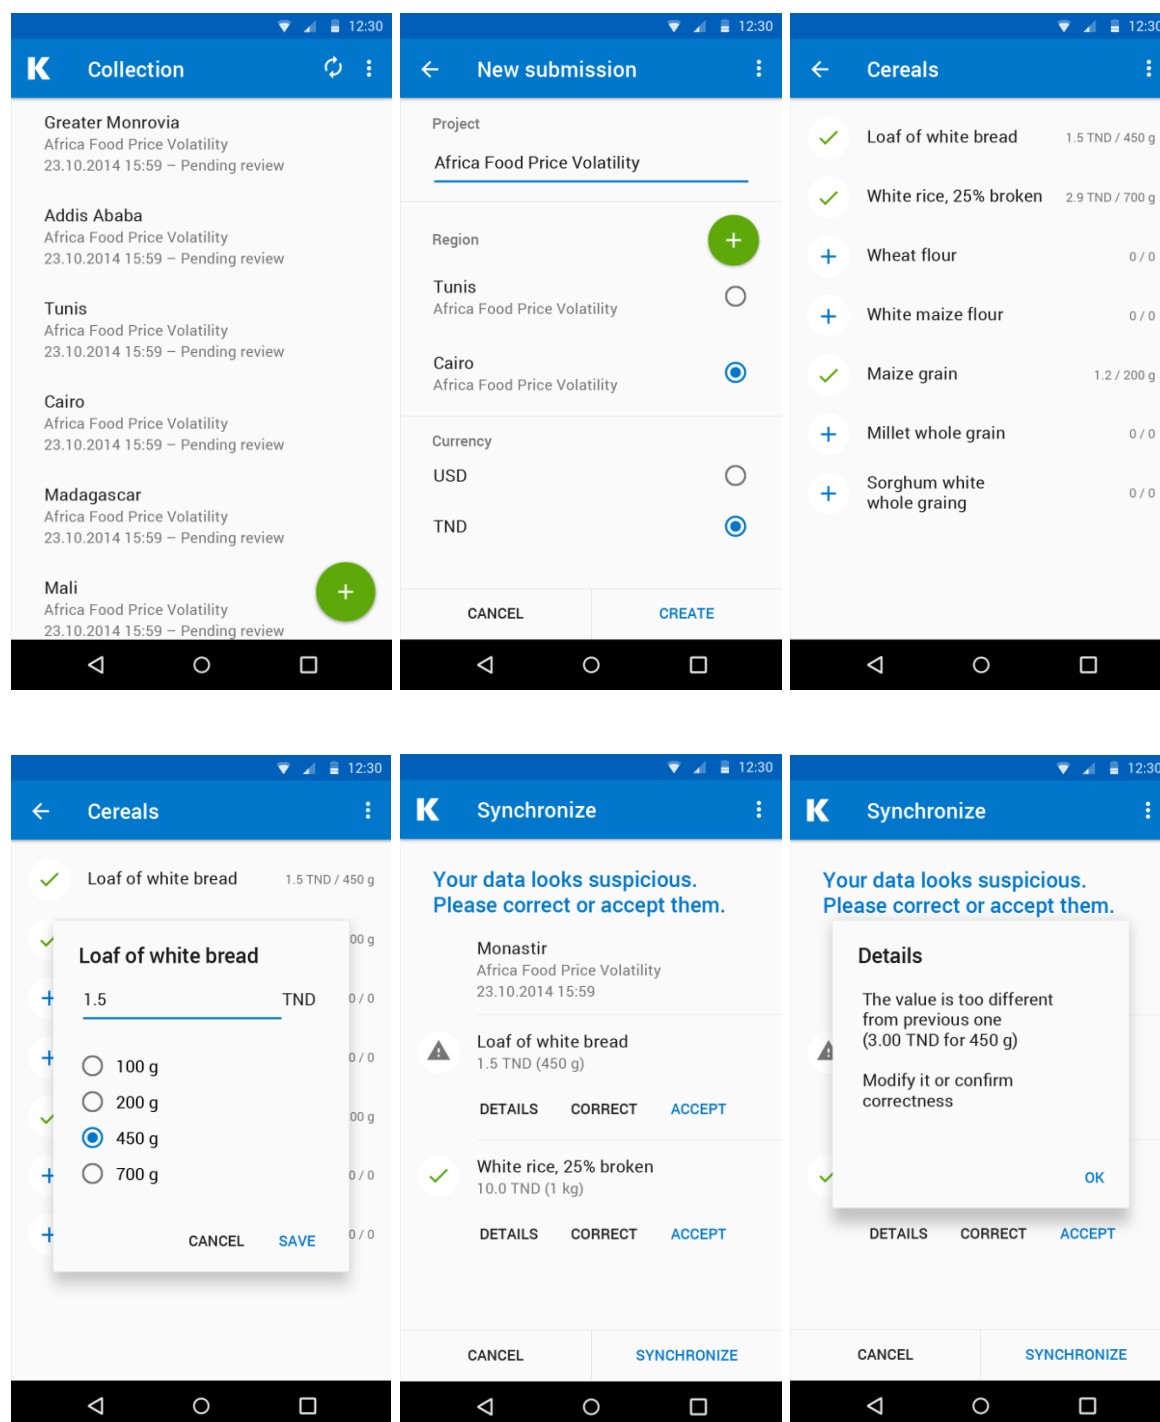 12:30
K Collection
Greater Monrovia
Africa Food Price Volatility
23.10.2014 15:59 – Pending review
Addis Ababa
Africa Food Price Volatility
23.10.2014 15:59 – Pending review
Tunis
Africa Food Price Volatility
23.10.2014 15:59 – Pending review
Cairo
Africa Food Price Volatility
23.10.2014 15:59 – Pending review
Madagascar
Africa Food Price Volatility
23.10.2014 15:59 – Pending review
Mali
Africa Food Price Volatility
23.10.2014 15:59 – Pending review
12:30
New submission
Project
Africa Food Price Volatility
Region
Tunis
Africa Food Price Volatility
Cairo
Africa Food Price Volatility
Currency
USD
TND
CANCEL CREATE
12:30
Cereals
Loaf of white bread 1.5 TND / 450 g
White rice, 25% broken 2.9 TND / 700 g
Wheat flour 0 / 0
White maize flour 0 / 0
Maize grain 1.2 / 200 g
Millet whole grain 0 / 0
Sorghum white
whole graing 0 / 0
12:30
Cereals
Loaf of white bread 1.5 TND / 450 g
00 g
Loaf of white bread
1.5 TND 0 / 0
0 / 0
100 g
200 g 00 g
450 g
700 g 0 / 0
CANCEL SAVE 0 / 0
12:30
K Synchronize
Your data looks suspicious.
Please correct or accept them.
Monastir
Africa Food Price Volatility
23.10.2014 15:59
Loaf of white bread
1.5 TND (450 g)
DETAILS CORRECT ACCEPT
White rice, 25% broken
10.0 TND (1 kg)
DETAILS CORRECT ACCEPT
CANCEL SYNCHRONIZE
12:30
K Synchronize
Your data looks suspicious.
Please correct or accept them.
Details
The value is too different
from previous one
(3.00 TND for 450 g)
Modify it or confirm
correctness
OK
DETAILS CORRECT ACCEPT
CANCEL SYNCHRONIZE